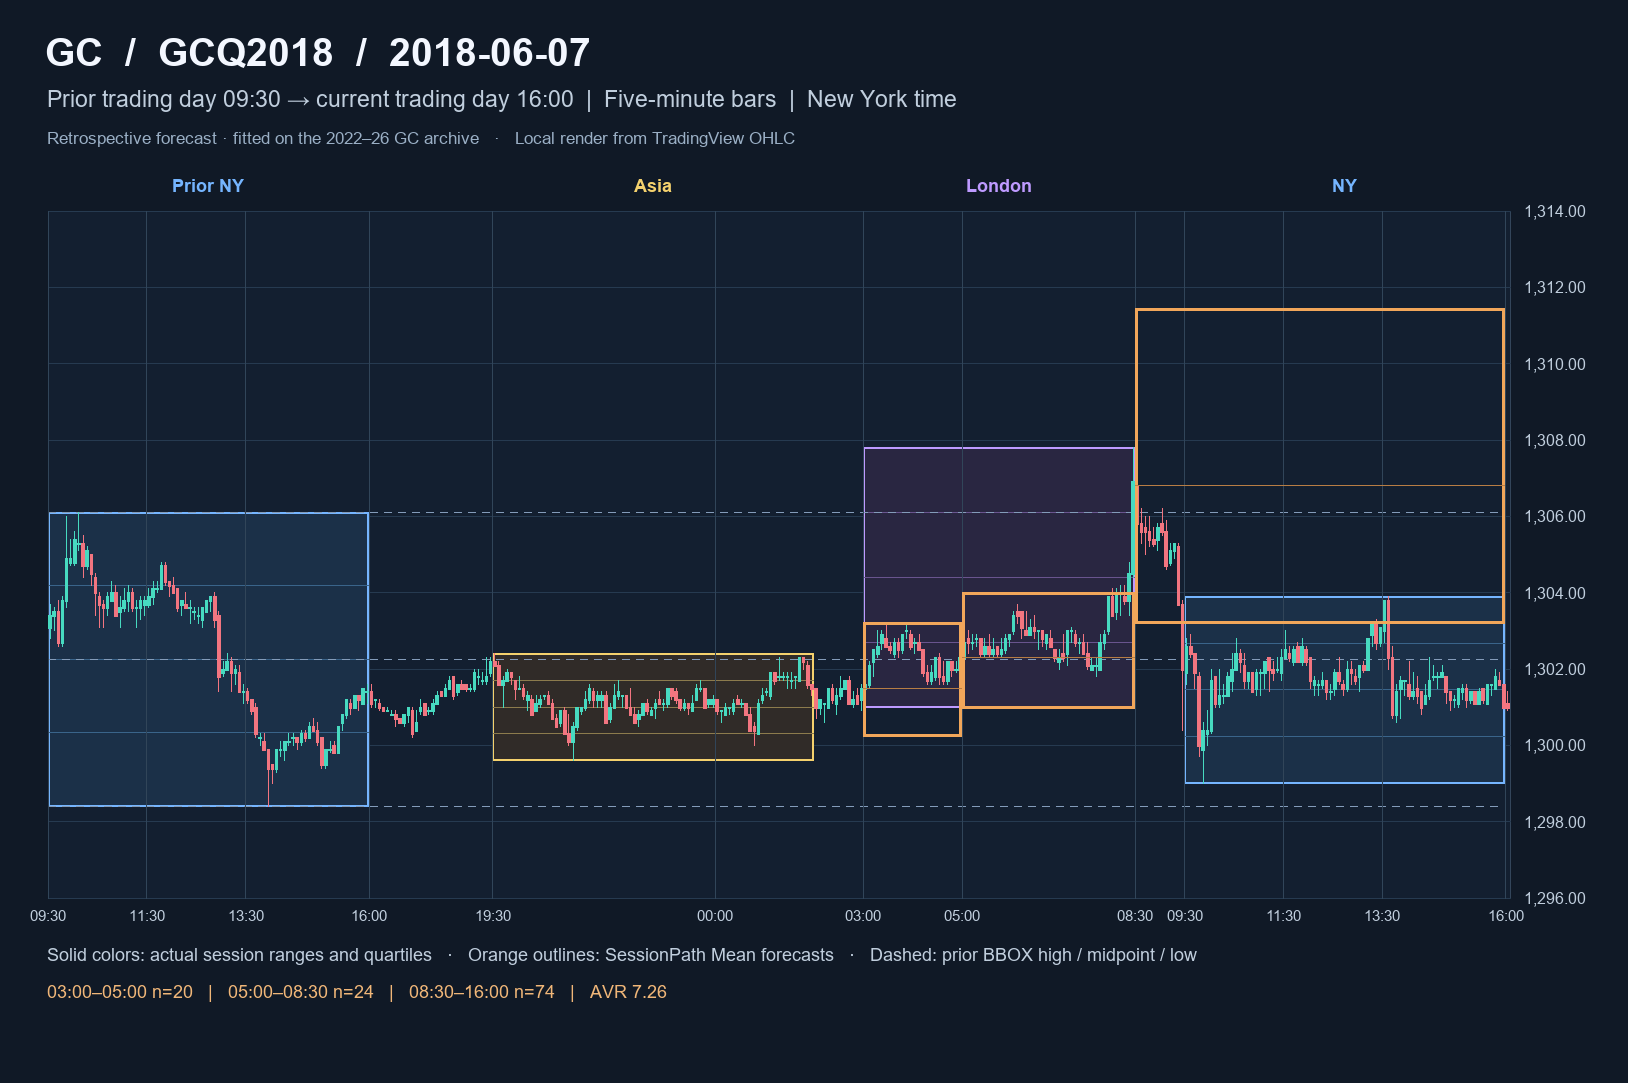 GC / GCQ2018 / 2018-06-07
Prior trading day 09:30 → current trading day 16:00 | Five-minute bars | New York time
Retrospective forecast · fitted on the 2022–26 GC archive · Local render from TradingView OHLC
Prior NY Asia London NY
1,314.00
1,312.00
1,310.00
1,308.00
1,306.00
1,304.00
1,302.00
1,300.00
1,298.00
1,296.00
09:30 11:30 13:30 16:00 19:30 00:00 03:00 05:00 08:30 09:30 11:30 13:30 16:00
Solid colors: actual session ranges and quartiles · Orange outlines: SessionPath Mean forecasts · Dashed: prior BBOX high / midpoint / low
03:00–05:00 n=20 | 05:00–08:30 n=24 | 08:30–16:00 n=74 | AVR 7.26